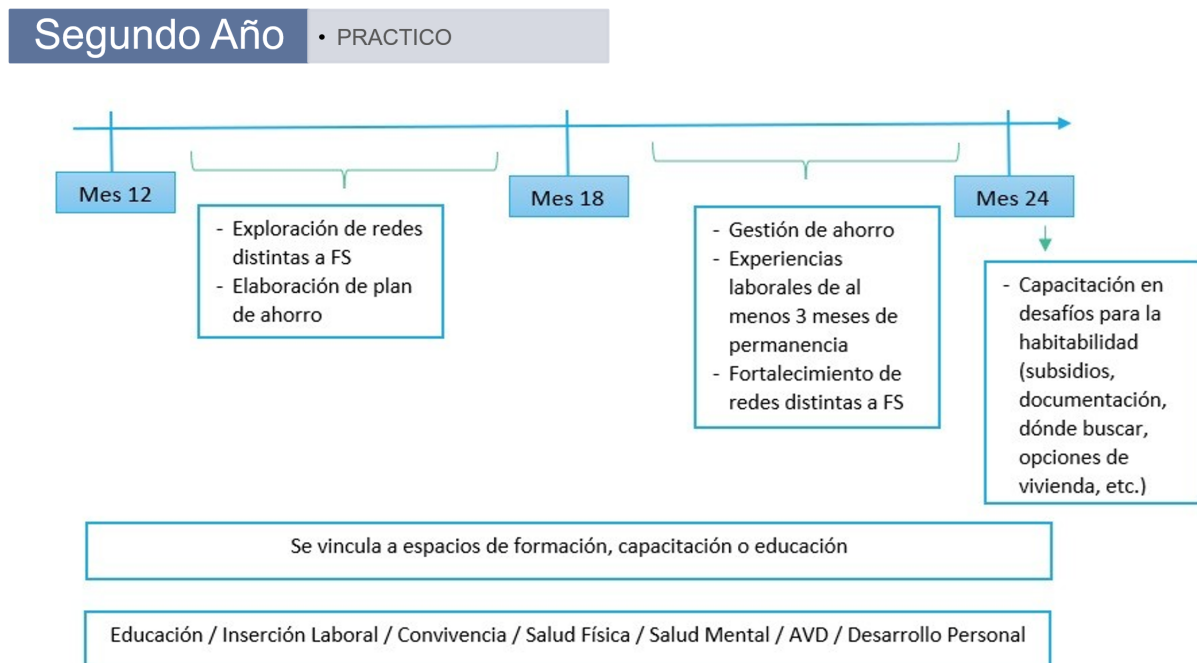 Segundo Año
• PRACTICO
Mes 12
Mes 18
Mes 24
- Exploración de redes
distintas a FS
- Elaboración de plan
de ahorro
- Gestión de ahorro
- Experiencias
laborales de al
menos 3 meses de
permanencia
- Fortalecimiento de
redes distintas a FS
- Capacitación en
desafíos para la
habitabilidad
(subsidios,
documentación,
dónde buscar,
opciones de
vivienda, etc.)
Se vincula a espacios de formación, capacitación o educación
Educación / Inserción Laboral / Convivencia / Salud Física / Salud Mental / AVD / Desarrollo Personal